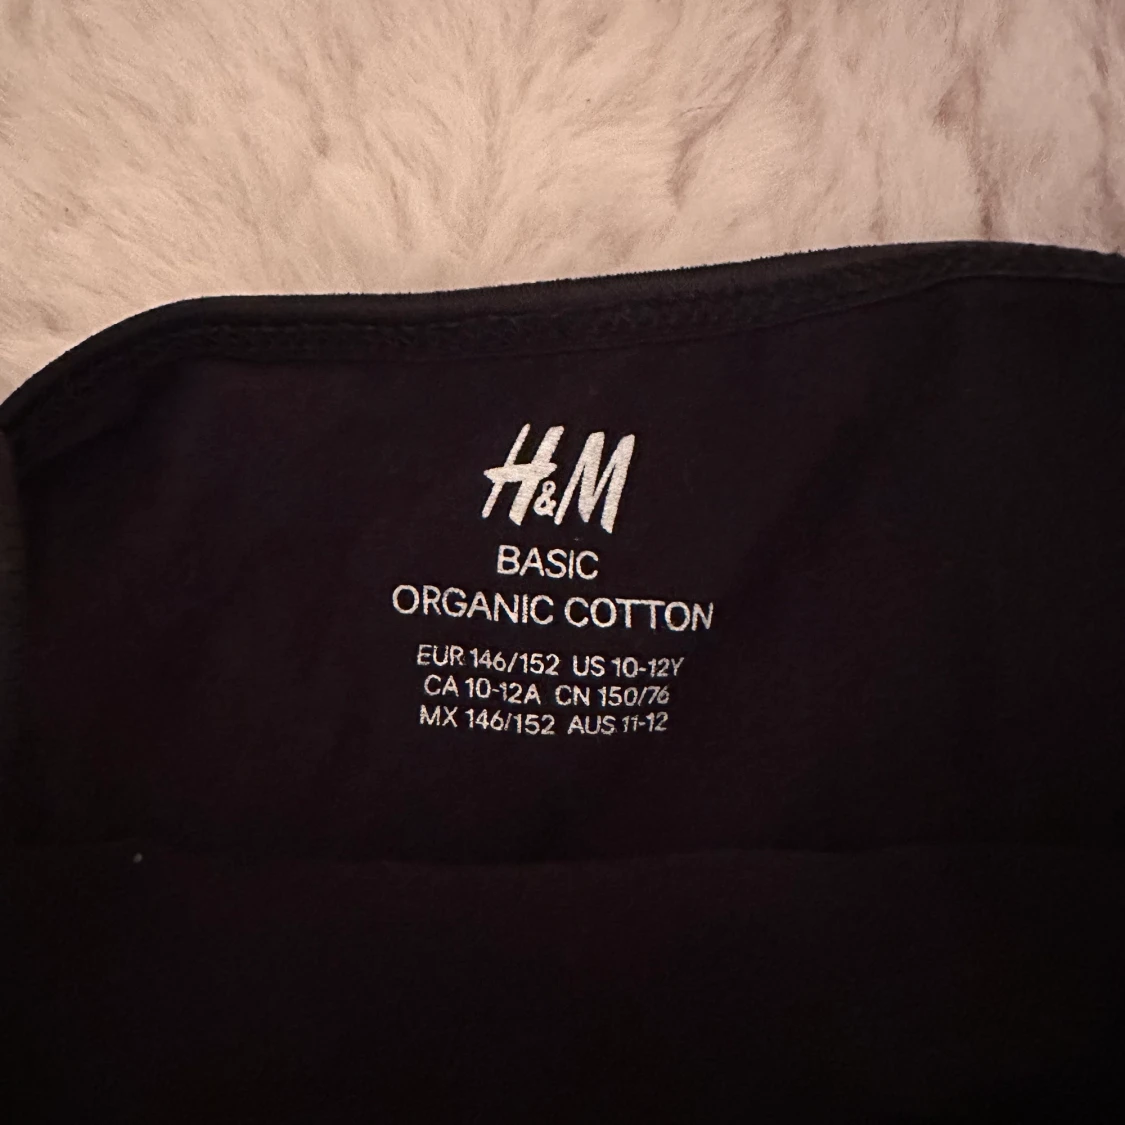 H&M
BASIC
ORGANIC COTTON
EUR 146/152 US 10-12Y
CA 10-12A CN 150/76
MX 146/152 AUS 11-12